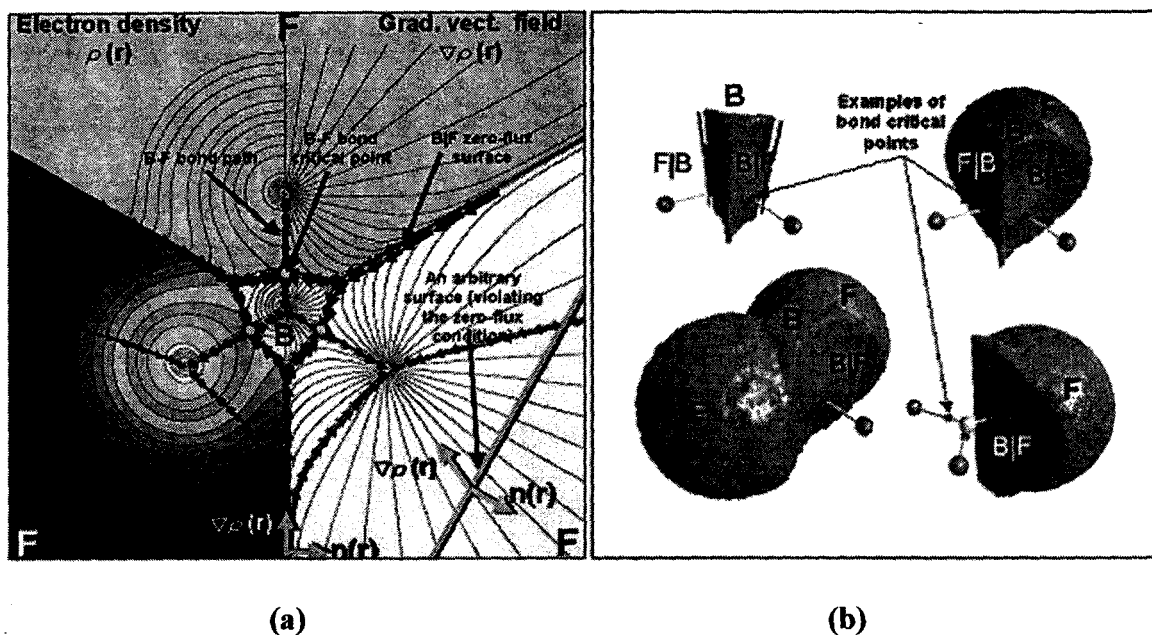 Electron density
ρ(r)
F
Grad. vect. field
∇ρ(r)
B-F bond path
B-F bond
critical point
B|F zero-flux
surface
An arbitrary
surface (violating
the zero-flux
condition)
B
∇ρ(r)
n(r)
∇ρ(r)
n(r)
F
F
B
F|B
B|F
Examples of
bond critical
points
F|B
B
F
B|F
F
B|F
(a)
(b)